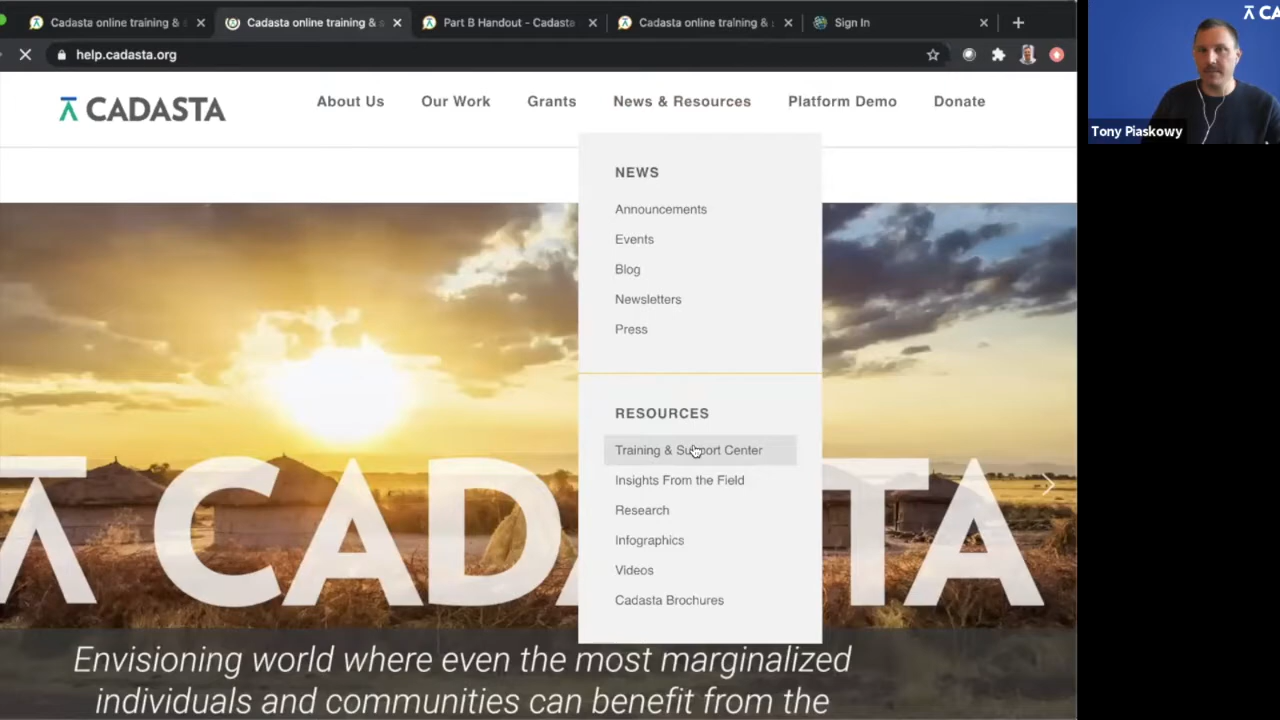 Cadasta online training & s
Cadasta online training & s
Part B Handout - Cadasta
Cadasta online training &
Sign In
help.cadasta.org
CADASTA
About Us
Our Work
Grants
News & Resources
Platform Demo
Donate
NEWS
Announcements
Events
Blog
Newsletters
Press
RESOURCES
Training & Support Center
Insights From the Field
Research
Infographics
Videos
Cadasta Brochures
CADASTA
Envisioning world where even the most marginalized
individuals and communities can benefit from the
CA
Tony Piaskowy